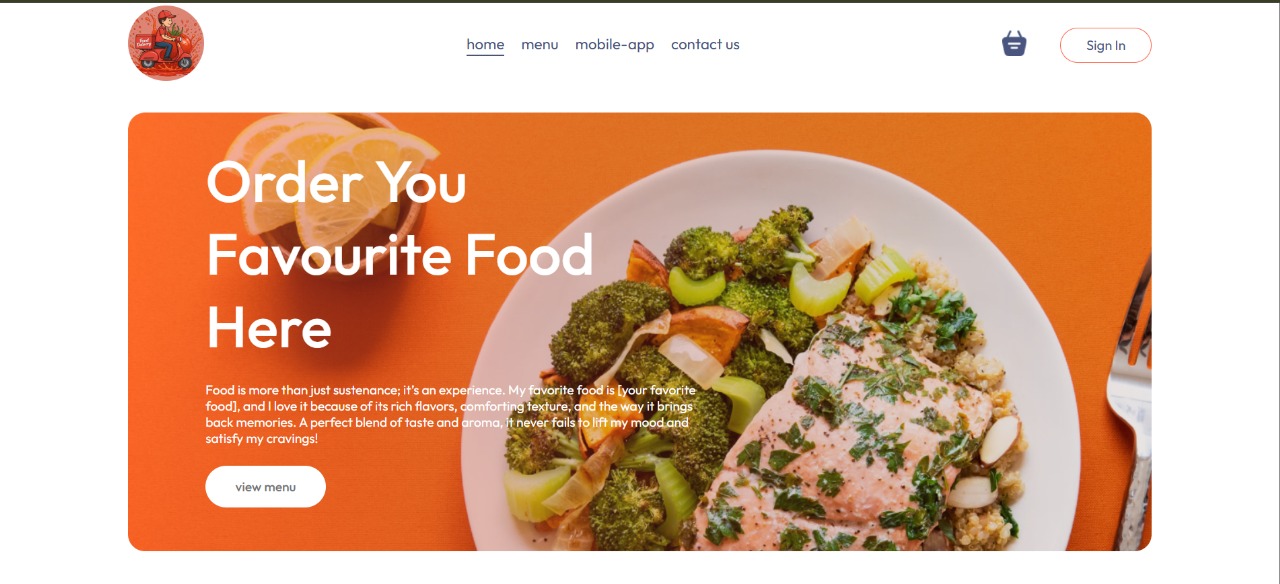 Food
Delivery
home menu mobile-app contact us
Sign In
Order You
Favourite Food
Here
Food is more than just sustenance; it's an experience. My favorite food is [your favorite
food], and I love it because of its rich flavors, comforting texture, and the way it brings
back memories. A perfect blend of taste and aroma, it never fails to lift my mood and
satisfy my cravings!
view menu